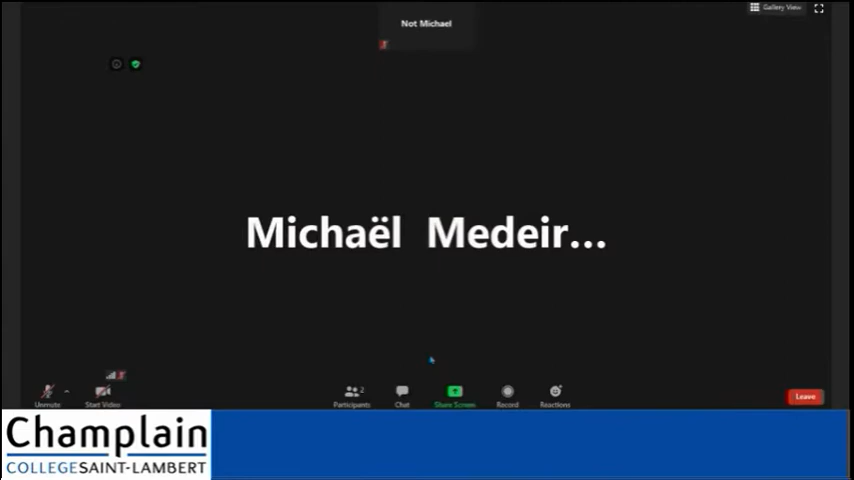 Not Michael
Gallery View
Michaël Medeir...
Unmute
Start Video
Participants
2
Chat
Share Screen
Record
Reactions
Leave
Champlain
COLLEGE SAINT-LAMBERT